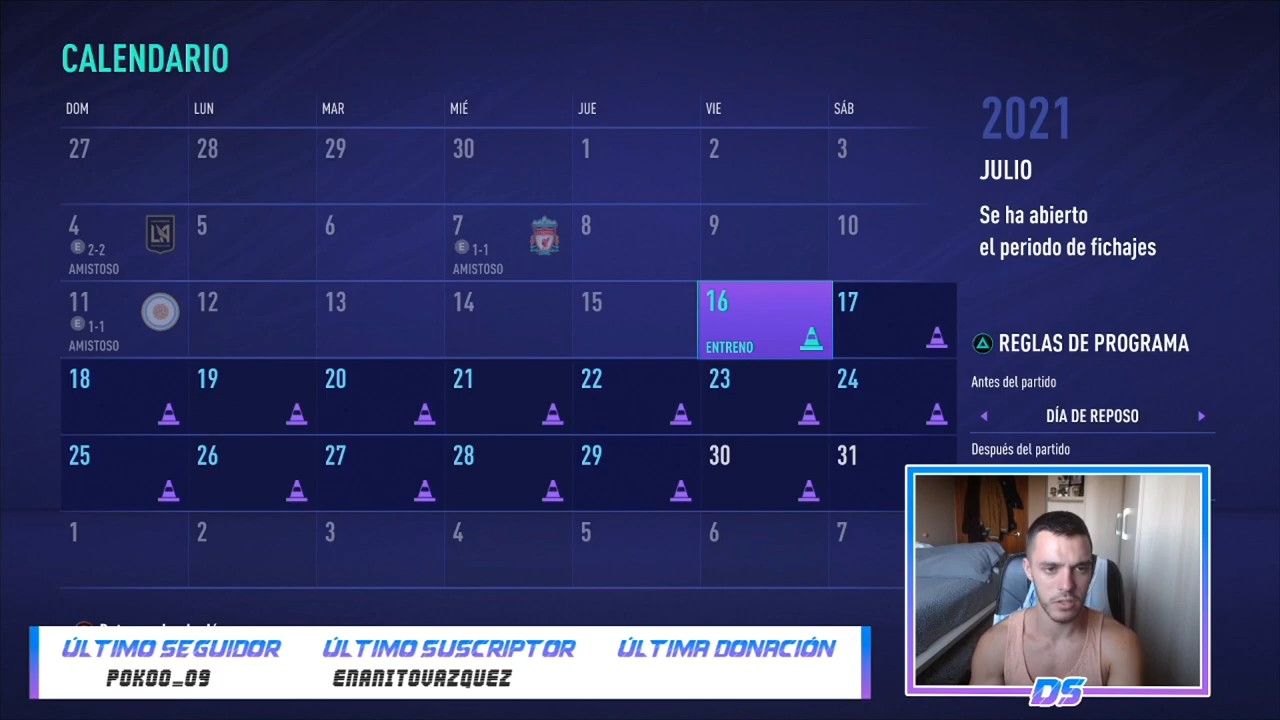 CALENDARIO
DOM LUN MAR MIÉ JUE VIE SÁB
27 28 29 30 1 2 3
4 5 6 7 8 9 10
E 2-2 E 1-1
AMISTOSO AMISTOSO
11 12 13 14 15 16 17
E 1-1
AMISTOSO ENTRENO
18 19 20 21 22 23 24
25 26 27 28 29 30 31
1 2 3 4 5 6 7
2021
JULIO
Se ha abierto
el periodo de fichajes
REGLAS DE PROGRAMA
Antes del partido
DÍA DE REPOSO
Después del partido
ÚLTIMO SEGUIDOR ÚLTIMO SUSCRIPTOR ÚLTIMA DONACIÓN
POKOO_09 ENANITOVAZQUEZ
DS